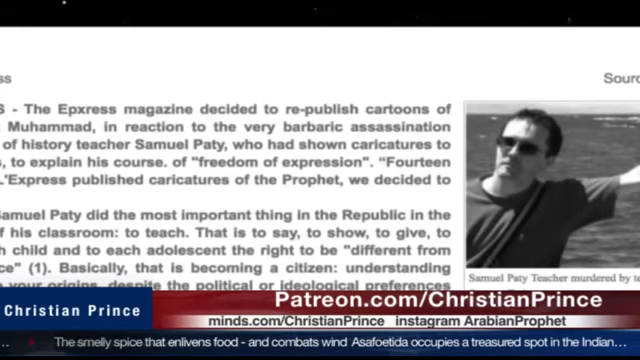 ss
Sourc
S - The Epxress magazine decided to re-publish cartoons of
Muhammad, in reaction to the very barbaric assassination
of history teacher Samuel Paty, who had shown caricatures to
s, to explain his course. of "freedom of expression". “Fourteen
L'Express published caricatures of the Prophet, we decided to
Samuel Paty did the most important thing in the Republic in the
f his classroom: to teach. That is to say, to show, to give, to
h child and to each adolescent the right to be "different from
ce" (1). Basically, that is becoming a citizen: understanding
your origins, despite the political or ideological preferences
Samuel Paty Teacher murdered by ta
Christian Prince
Patreon.com/ChristianPrince
minds.com/ChristianPrince instagram ArabianProphet
The smelly spice that enlivens food - and combats wind Asafoetida occupies a treasured spot in the Indian…